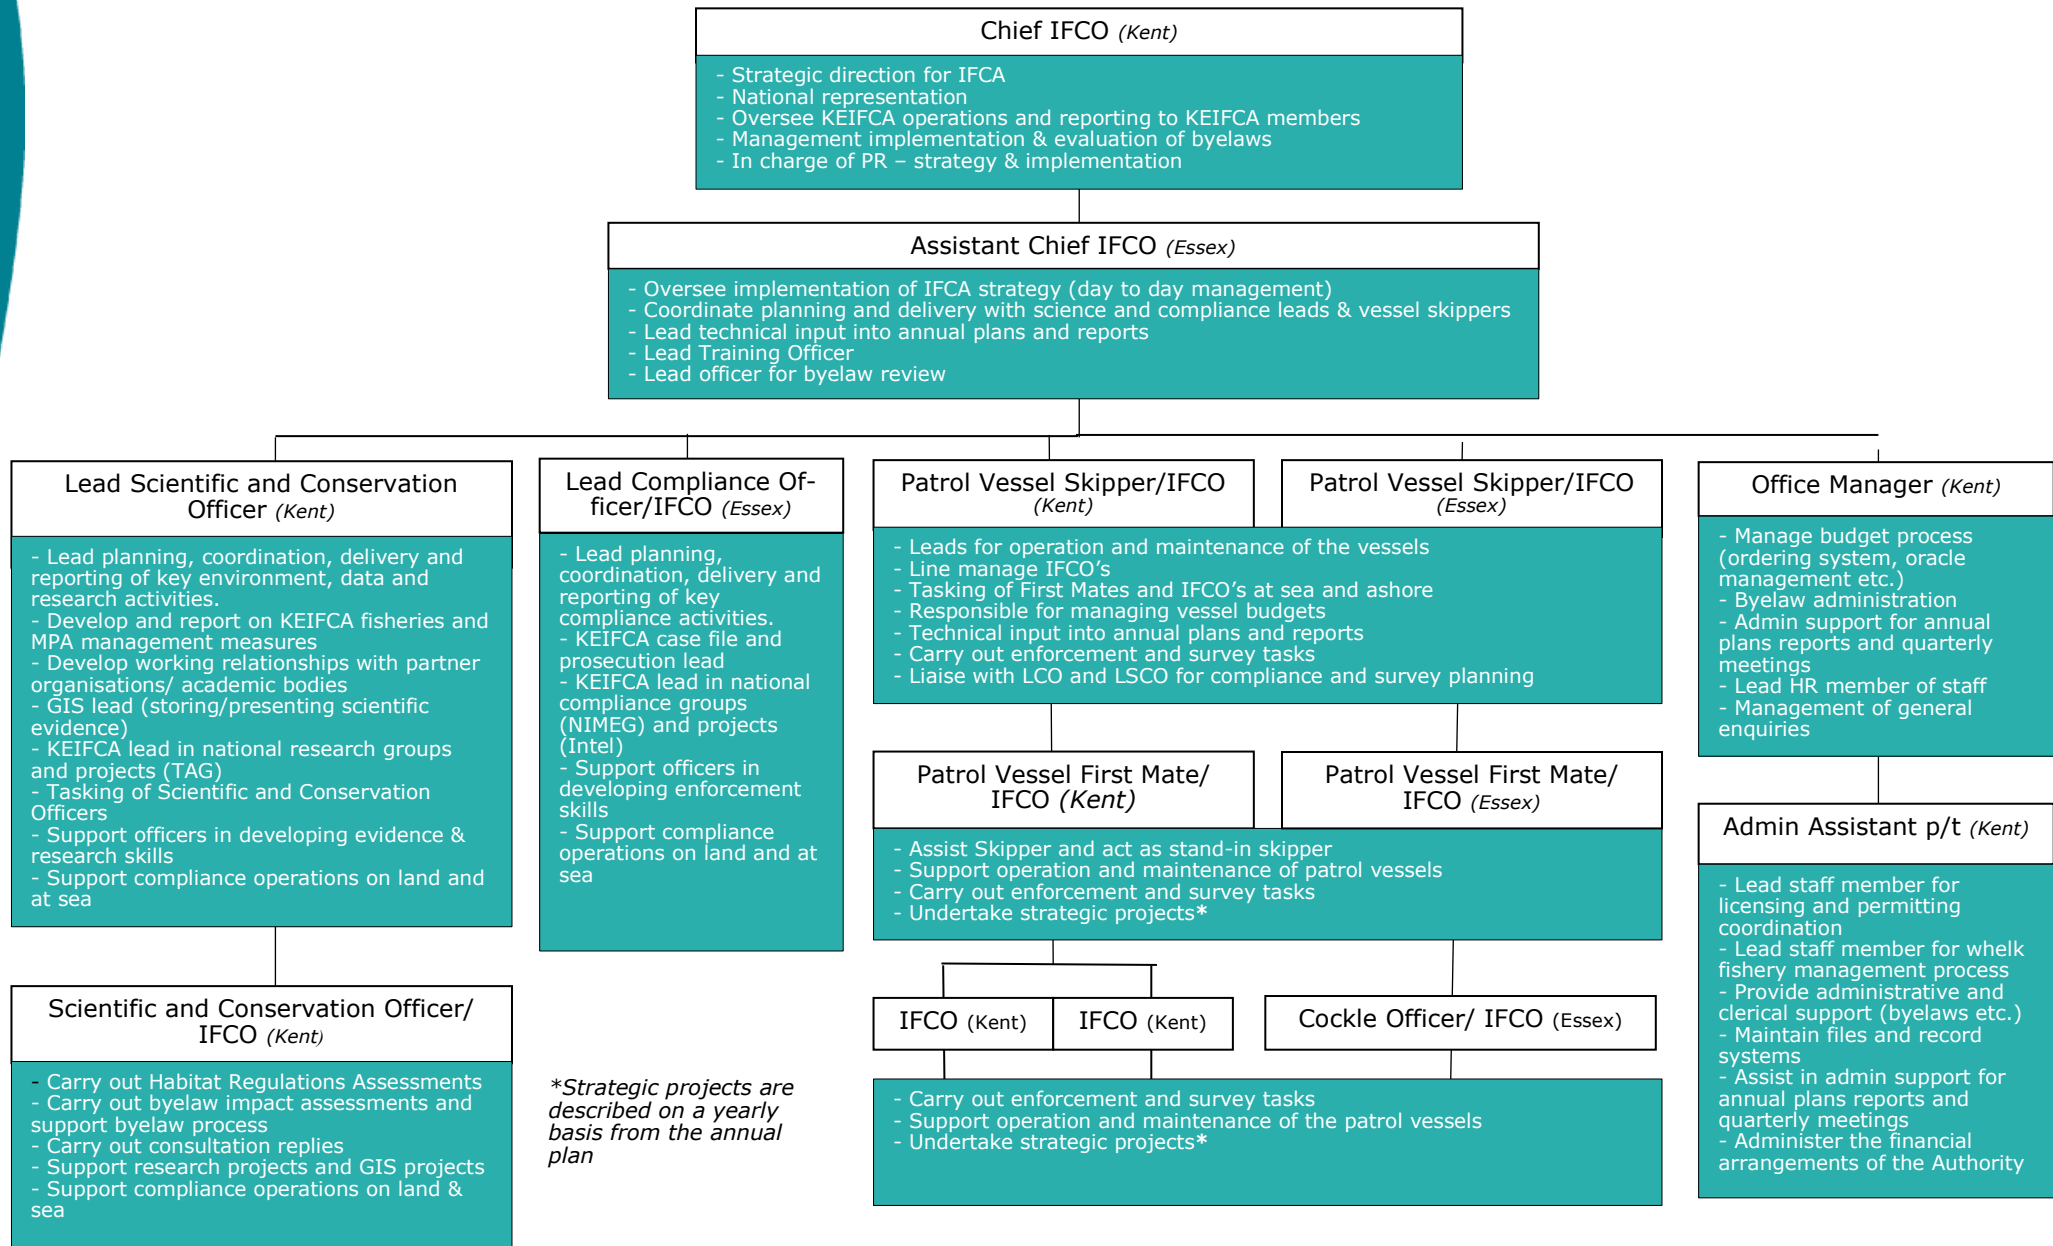 Chief IFCO (Kent)
- Strategic direction for IFCA
- National representation
- Oversee KEIFCA operations and reporting to KEIFCA members
- Management implementation & evaluation of byelaws
- In charge of PR – strategy & implementation
Assistant Chief IFCO (Essex)
- Oversee implementation of IFCA strategy (day to day management)
- Coordinate planning and delivery with science and compliance leads & vessel skippers
- Lead technical input into annual plans and reports
- Lead Training Officer
- Lead officer for byelaw review
Lead Scientific and Conservation
Officer (Kent)
- Lead planning, coordination, delivery and
reporting of key environment, data and
research activities.
- Develop and report on KEIFCA fisheries and
MPA management measures
- Develop working relationships with partner
organisations/ academic bodies
- GIS lead (storing/presenting scientific
evidence)
- KEIFCA lead in national research groups
and projects (TAG)
- Tasking of Scientific and Conservation
Officers
- Support officers in developing evidence &
research skills
- Support compliance operations on land and
at sea
Scientific and Conservation Officer/
IFCO (Kent)
- Carry out Habitat Regulations Assessments
- Carry out byelaw impact assessments and
support byelaw process
- Carry out consultation replies
- Support research projects and GIS projects
- Support compliance operations on land &
sea
Lead Compliance Of-
ficer/IFCO (Essex)
- Lead planning,
coordination, delivery and
reporting of key
compliance activities.
- KEIFCA case file and
prosecution lead
- KEIFCA lead in national
compliance groups
(NIMEG) and projects
(Intel)
- Support officers in
developing enforcement
skills
- Support compliance
operations on land and at
sea
*Strategic projects are
described on a yearly
basis from the annual
plan
Patrol Vessel Skipper/IFCO
(Kent)
Patrol Vessel Skipper/IFCO
(Essex)
- Leads for operation and maintenance of the vessels
- Line manage IFCO's
- Tasking of First Mates and IFCO's at sea and ashore
- Responsible for managing vessel budgets
- Technical input into annual plans and reports
- Carry out enforcement and survey tasks
- Liaise with LCO and LSCO for compliance and survey planning
Patrol Vessel First Mate/
IFCO (Kent)
Patrol Vessel First Mate/
IFCO (Essex)
- Assist Skipper and act as stand-in skipper
- Support operation and maintenance of patrol vessels
- Carry out enforcement and survey tasks
- Undertake strategic projects*
IFCO (Kent)
IFCO (Kent)
Cockle Officer/ IFCO (Essex)
- Carry out enforcement and survey tasks
- Support operation and maintenance of the patrol vessels
- Undertake strategic projects*
Office Manager (Kent)
- Manage budget process
(ordering system, oracle
management etc.)
- Byelaw administration
- Admin support for annual
plans reports and quarterly
meetings
- Lead HR member of staff
- Management of general
enquiries
Admin Assistant p/t (Kent)
- Lead staff member for
licensing and permitting
coordination
- Lead staff member for whelk
fishery management process
- Provide administrative and
clerical support (byelaws etc.)
- Maintain files and record
systems
- Assist in admin support for
annual plans reports and
quarterly meetings
- Administer the financial
arrangements of the Authority